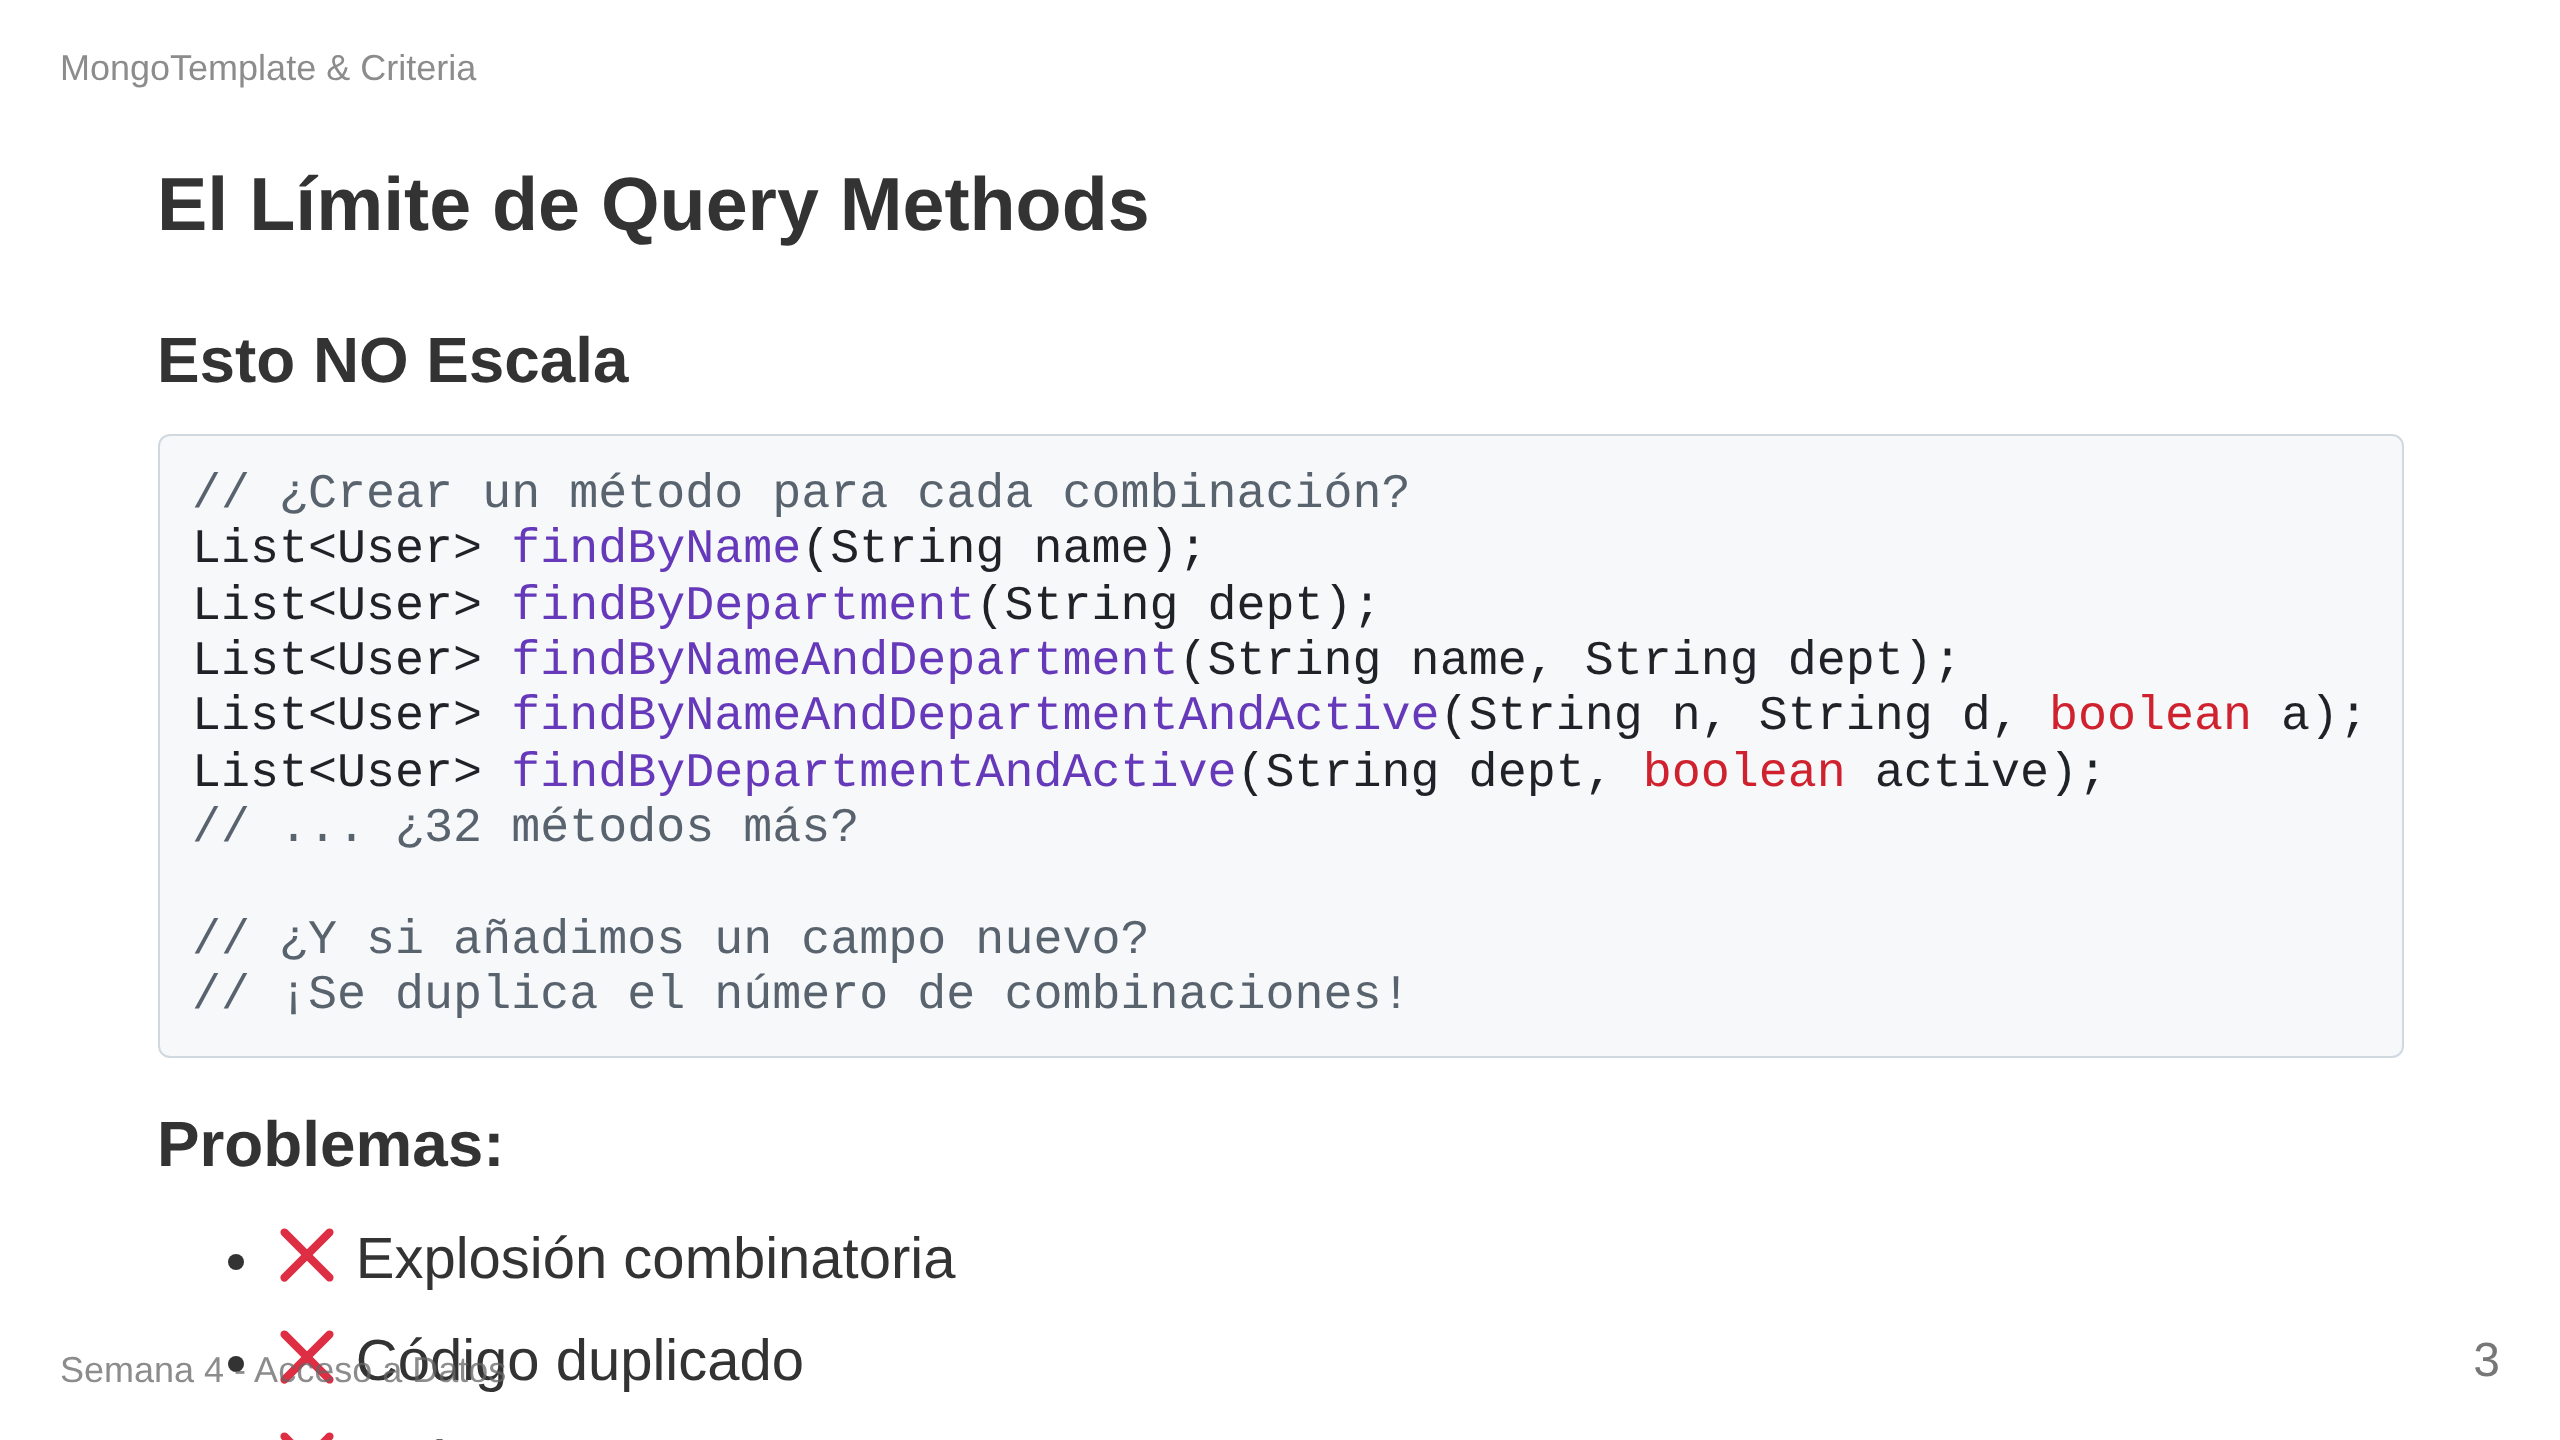 MongoTemplate & Criteria
El Límite de Query Methods
Esto NO Escala
// ¿Crear un método para cada combinación?
List<User> findByName(String name);
List<User> findByDepartment(String dept);
List<User> findByNameAndDepartment(String name, String dept);
List<User> findByNameAndDepartmentAndActive(String n, String d, boolean a);
List<User> findByDepartmentAndActive(String dept, boolean active);
// ... ¿32 métodos más?
// ¿Y si añadimos un campo nuevo?
// ¡Se duplica el número de combinaciones!
Problemas:
• ❌ Explosión combinatoria
• ❌ Código duplicado
Semana 4 - Acceso a Datos
3